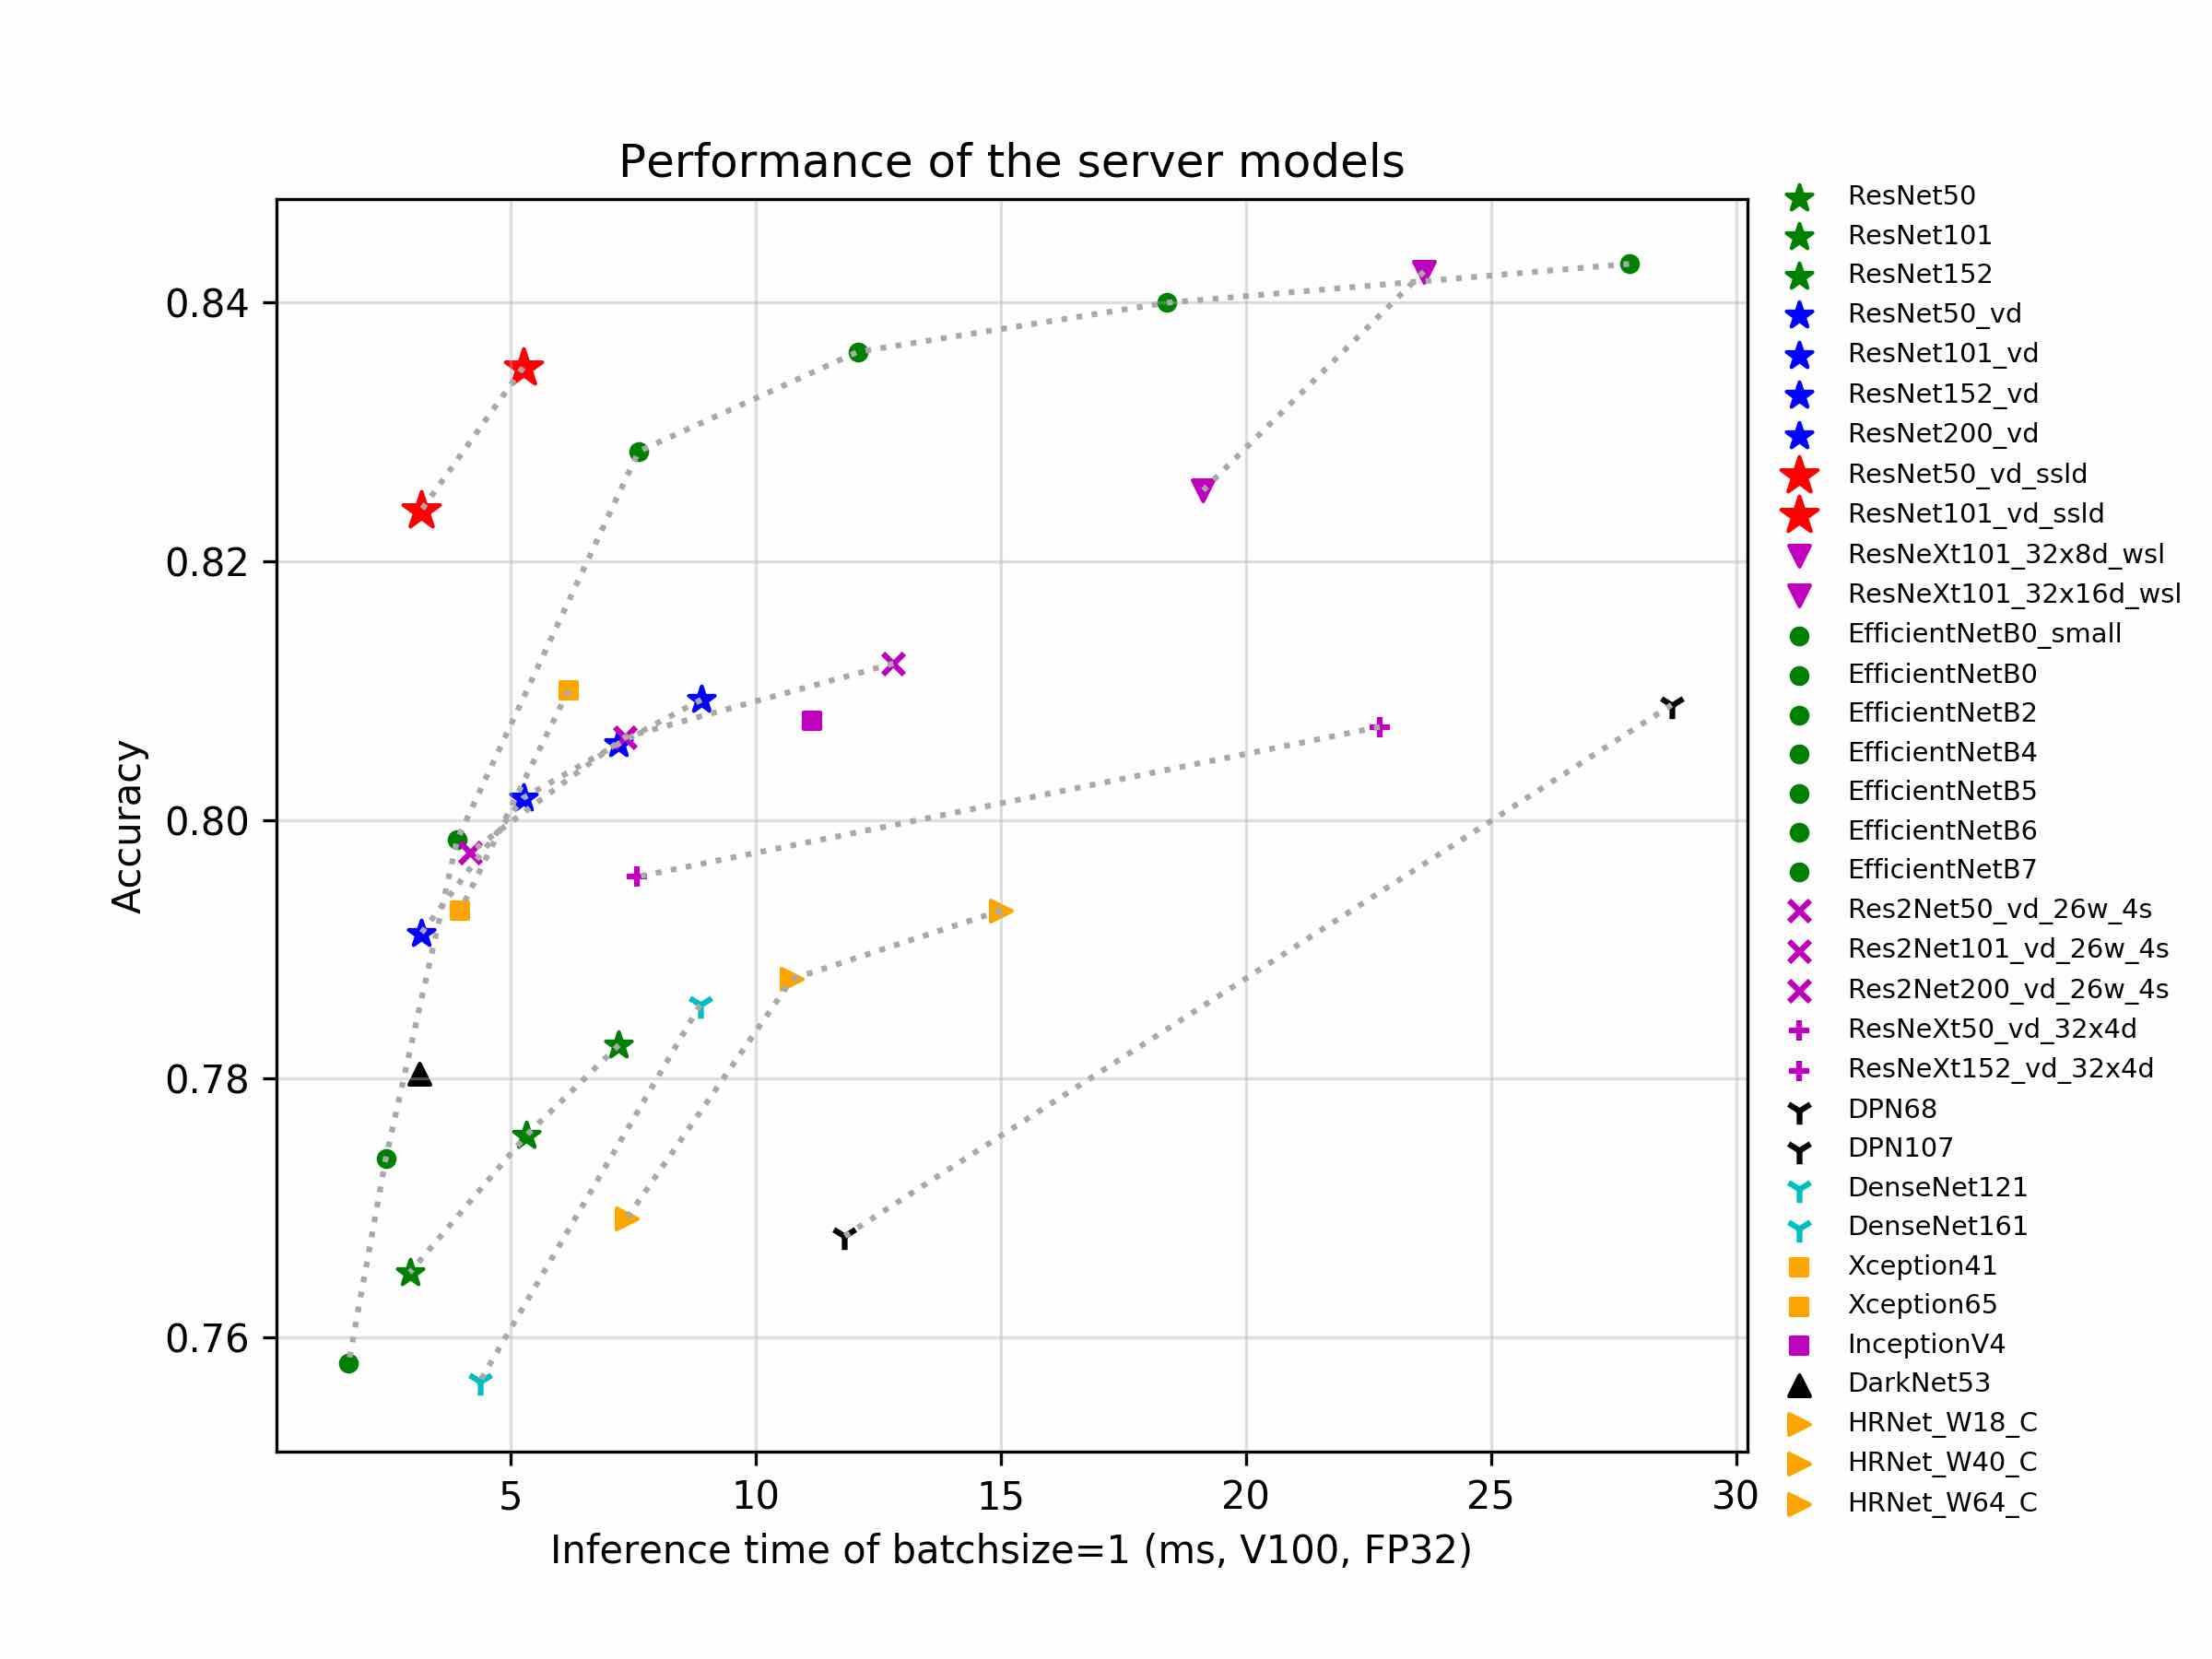 Performance of the server models
Accuracy
0.84
0.82
0.80
0.78
0.76
5 10 15 20 25 30
Inference time of batchsize=1 (ms, V100, FP32)
ResNet50
ResNet101
ResNet152
ResNet50_vd
ResNet101_vd
ResNet152_vd
ResNet200_vd
ResNet50_vd_ssld
ResNet101_vd_ssld
ResNeXt101_32x8d_wsl
ResNeXt101_32x16d_wsl
EfficientNetB0_small
EfficientNetB0
EfficientNetB2
EfficientNetB4
EfficientNetB5
EfficientNetB6
EfficientNetB7
Res2Net50_vd_26w_4s
Res2Net101_vd_26w_4s
Res2Net200_vd_26w_4s
ResNeXt50_vd_32x4d
ResNeXt152_vd_32x4d
DPN68
DPN107
DenseNet121
DenseNet161
Xception41
Xception65
InceptionV4
DarkNet53
HRNet_W18_C
HRNet_W40_C
HRNet_W64_C